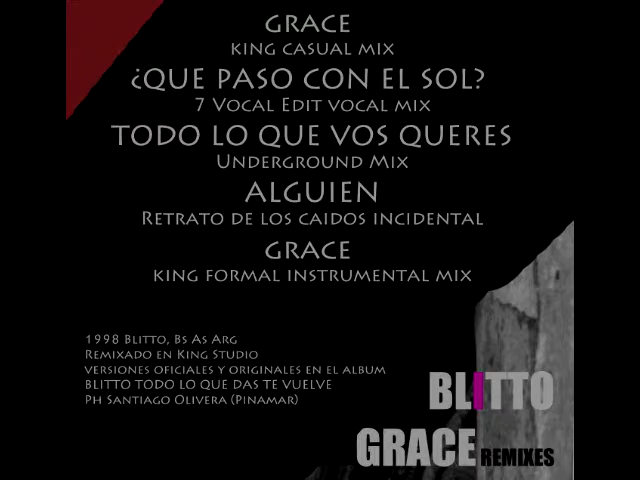 GRACE
KING CASUAL MIX
¿QUE PASO CON EL SOL?
7 VOCAL EDIT VOCAL MIX
TODO LO QUE VOS QUERES
UNDERGROUND MIX
ALGUIEN
RETRATO DE LOS CAIDOS INCIDENTAL
GRACE
KING FORMAL INSTRUMENTAL MIX
1998 BLITTO, BS AS ARG
REMIXADO EN KING STUDIO
VERSIONES OFICIALES Y ORIGINALES EN EL ALBUM
BLITTO TODO LO QUE DAS TE VUELVE
PH SANTIAGO OLIVERA (PINAMAR)
BLITTO
GRACE REMIXES